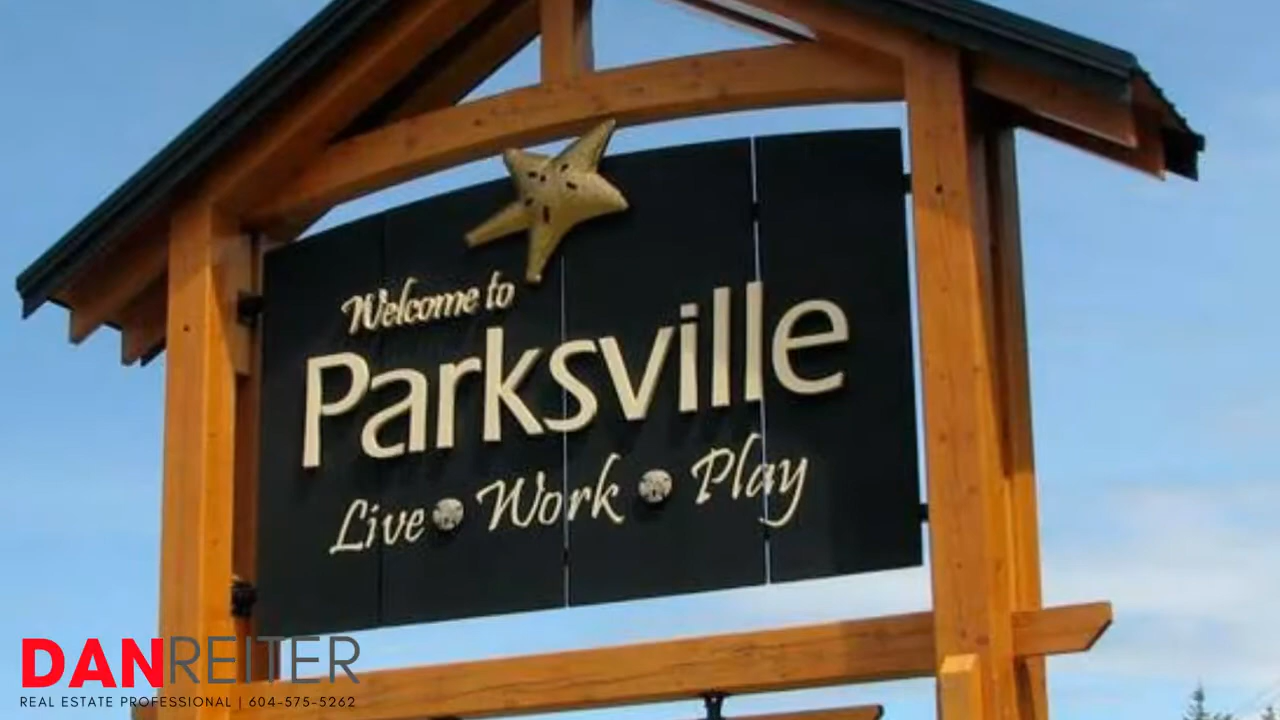 Welcome to
Parksville
Live Work Play
DANREITER
REAL ESTATE PROFESSIONAL | 604-575-5262